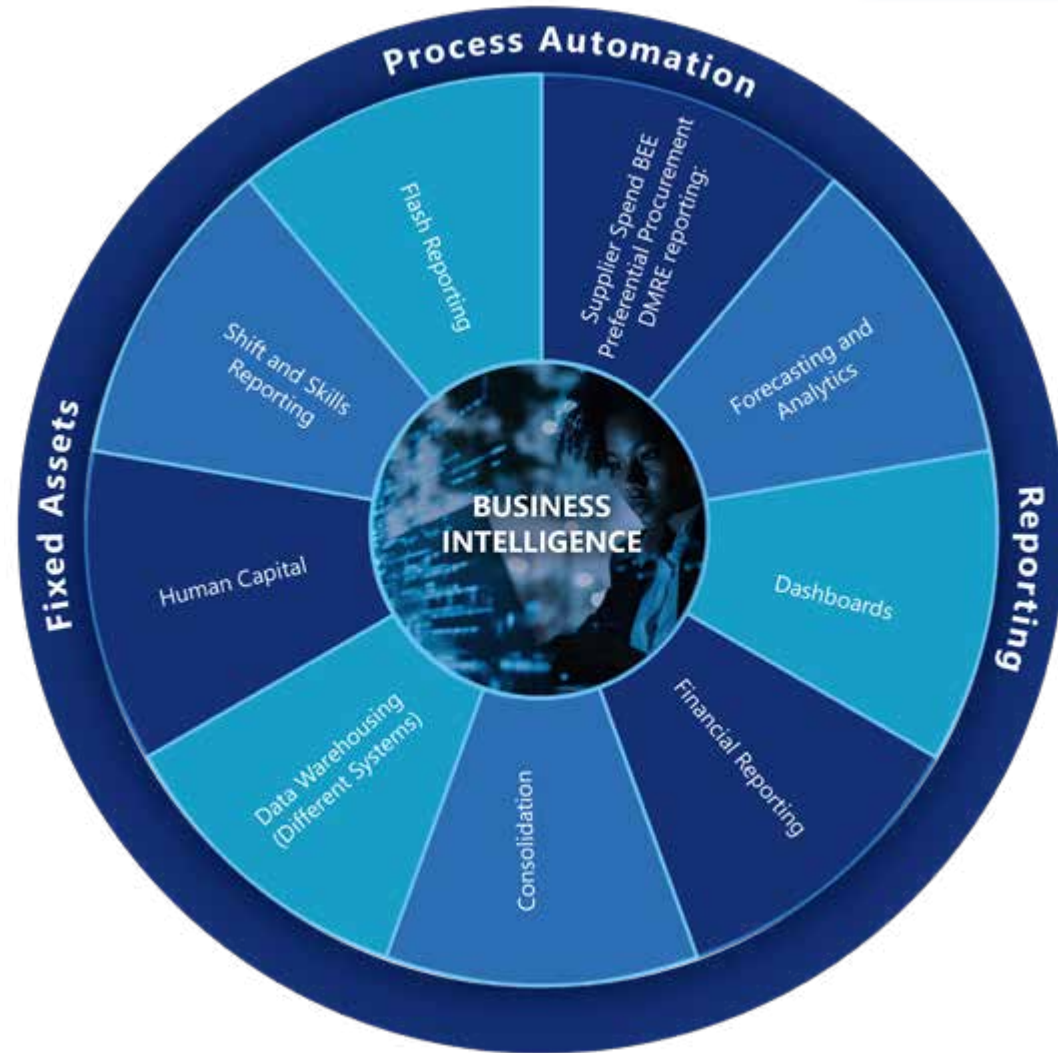 Process Automation
Supplier Spend BEE
Preferential Procurement
DMRE reporting:
Forecasting and
Analytics
Dashboards
Financial Reporting
Consolidation
Data Warehousing
(Different Systems)
Human Capital
Shift and Skills
Reporting
Flash Reporting
BUSINESS
INTELLIGENCE
Reporting
Fixed Assets